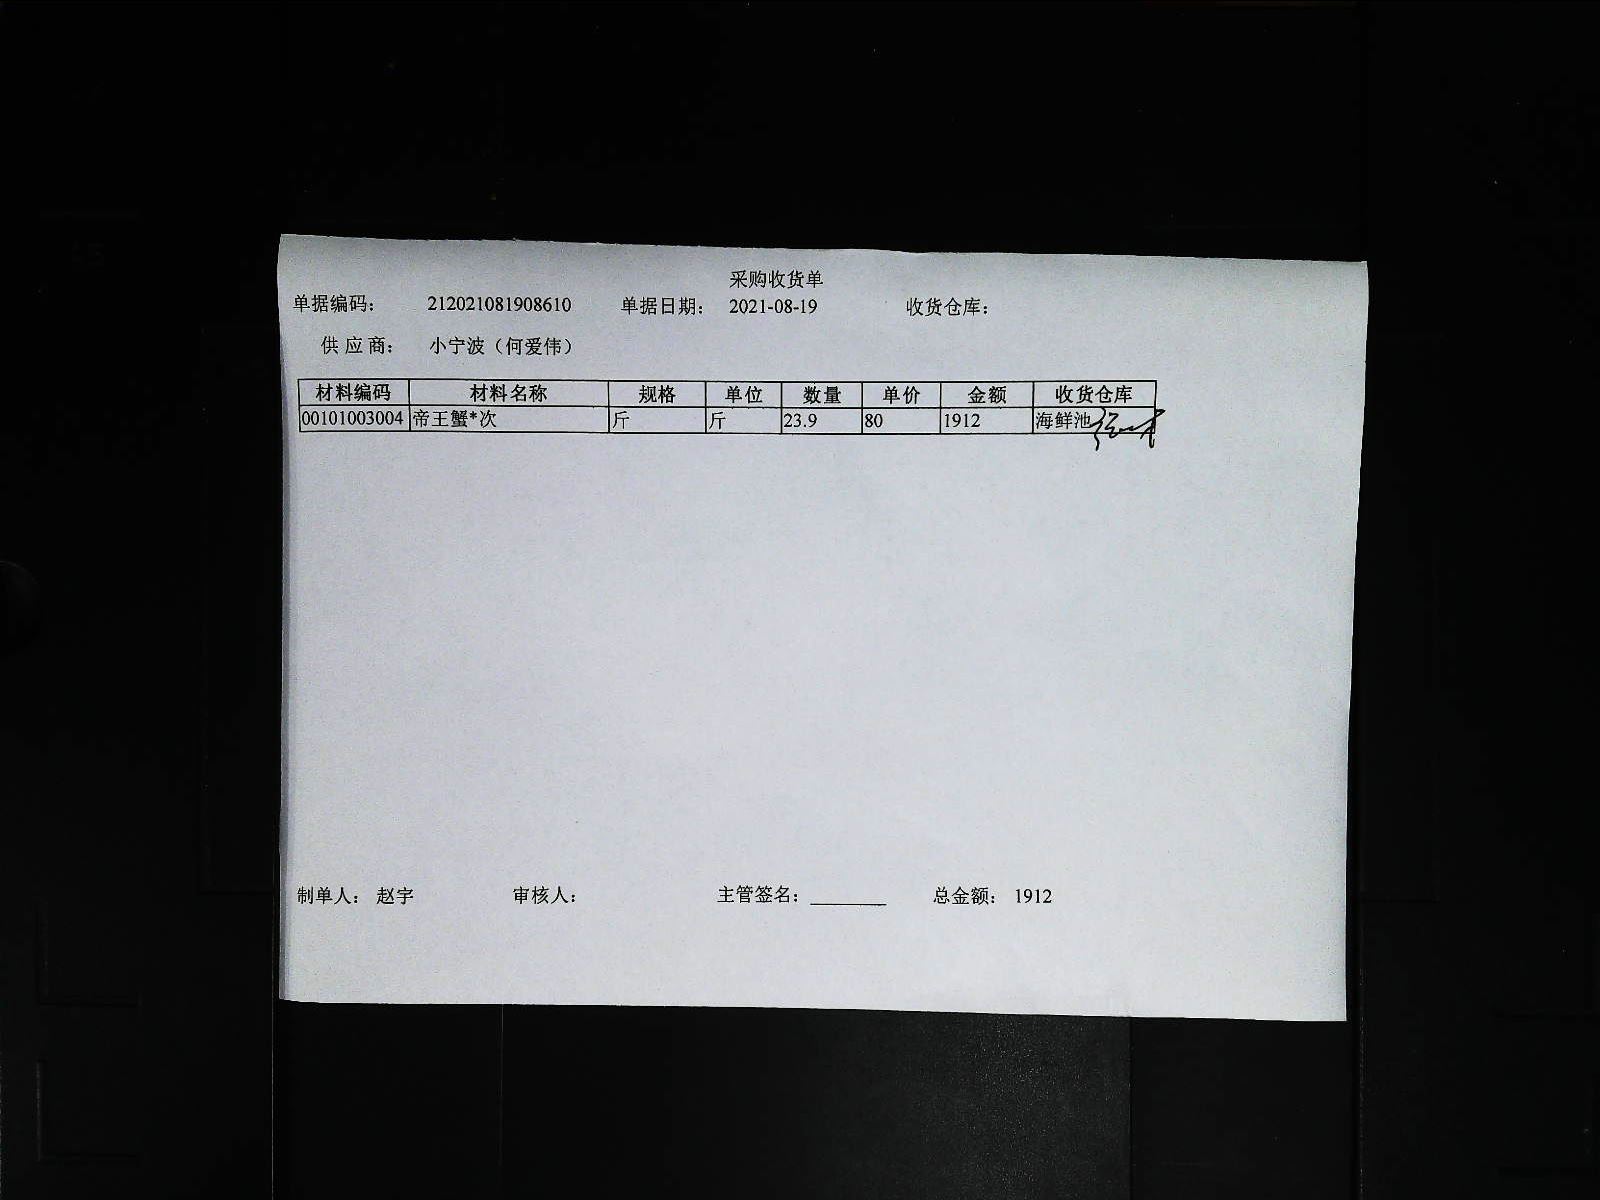 采购收货单
单据编码： 212021081908610 单据日期： 2021-08-19 收货仓库：
供应商： 小宁波（何爱伟）
材料编码 材料名称 规格 单位 数量 单价 金额 收货仓库
00101003004 帝王蟹*次 斤 斤 23.9 80 1912 海鲜池
制单人： 赵宇 审核人： 主管签名： 总金额： 1912